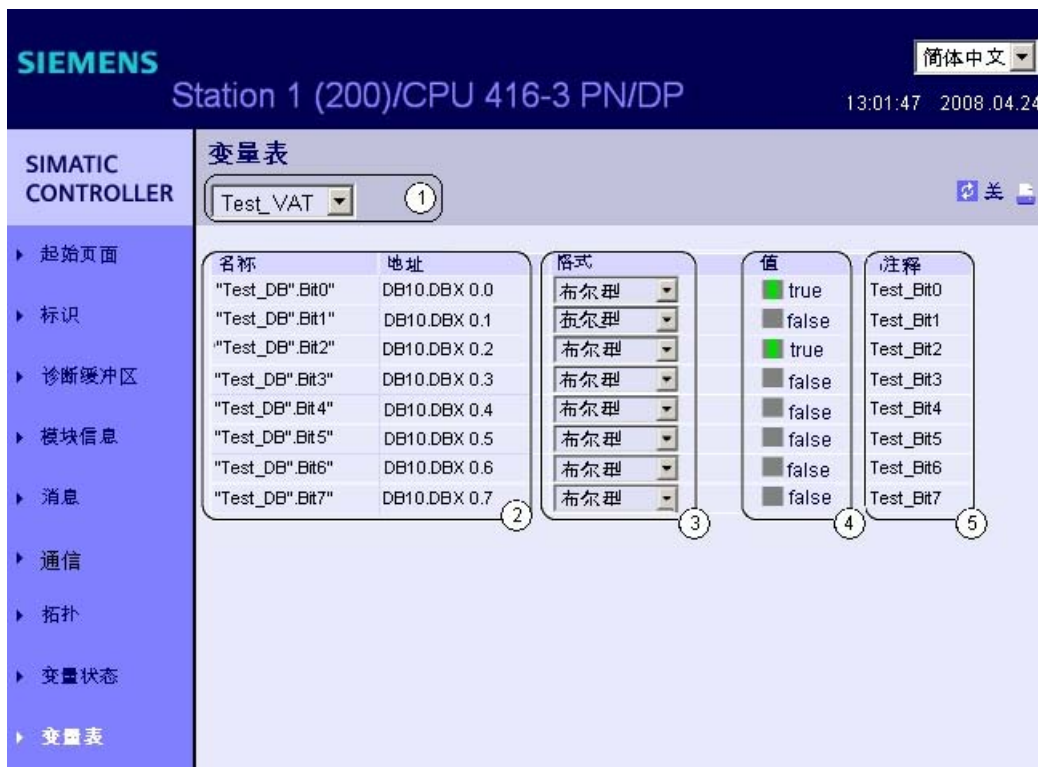 SIEMENS
简体中文
Station 1 (200)/CPU 416-3 PN/DP
13:01:47 2008.04.24
SIMATIC
CONTROLLER
变量表
Test_VAT ①
关
起始页面
标识
诊断缓冲区
模块信息
消息
通信
拓扑
变量状态
变量表
名称 地址 格式 值 注释
"Test_DB".Bit0" DB10.DBX 0.0 布尔型 true Test_Bit0
"Test_DB".Bit1" DB10.DBX 0.1 布尔型 false Test_Bit1
"Test_DB".Bit2" DB10.DBX 0.2 布尔型 true Test_Bit2
"Test_DB".Bit3" DB10.DBX 0.3 布尔型 false Test_Bit3
"Test_DB".Bit4" DB10.DBX 0.4 布尔型 false Test_Bit4
"Test_DB".Bit5" DB10.DBX 0.5 布尔型 false Test_Bit5
"Test_DB".Bit6" DB10.DBX 0.6 布尔型 false Test_Bit6
"Test_DB".Bit7" DB10.DBX 0.7 布尔型 false Test_Bit7
② ③ ④ ⑤